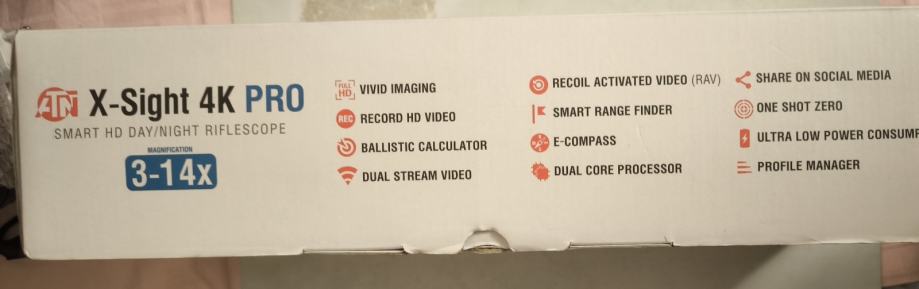 ATN X-Sight 4K PRO
SMART HD DAY/NIGHT RIFLESCOPE
MAGNIFICATION
3-14x
FULL HD VIVID IMAGING
REC RECORD HD VIDEO
BALLISTIC CALCULATOR
DUAL STREAM VIDEO
RECOIL ACTIVATED VIDEO (RAV)
SMART RANGE FINDER
E-COMPASS
DUAL CORE PROCESSOR
SHARE ON SOCIAL MEDIA
ONE SHOT ZERO
ULTRA LOW POWER
PROFILE MANAGER